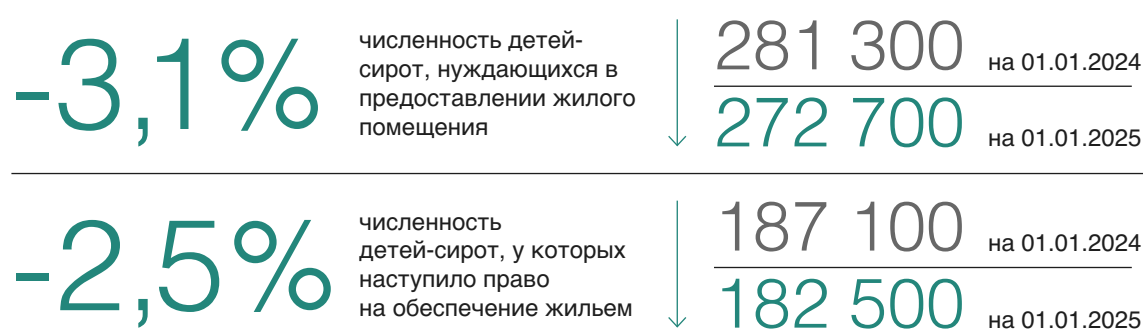 -3,1%
численность детей-
сирот, нуждающихся в
предоставлении жилого
помещения
281 300 на 01.01.2024
272 700 на 01.01.2025
-2,5%
численность
детей-сирот, у которых
наступило право
на обеспечение жильем
187 100 на 01.01.2024
182 500 на 01.01.2025